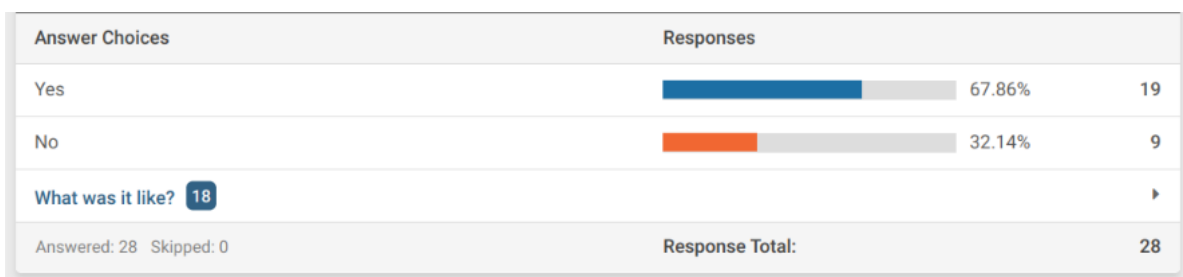 Answer Choices Responses
Yes 67.86% 19
No 32.14% 9
What was it like? 18
Answered: 28 Skipped: 0 Response Total: 28